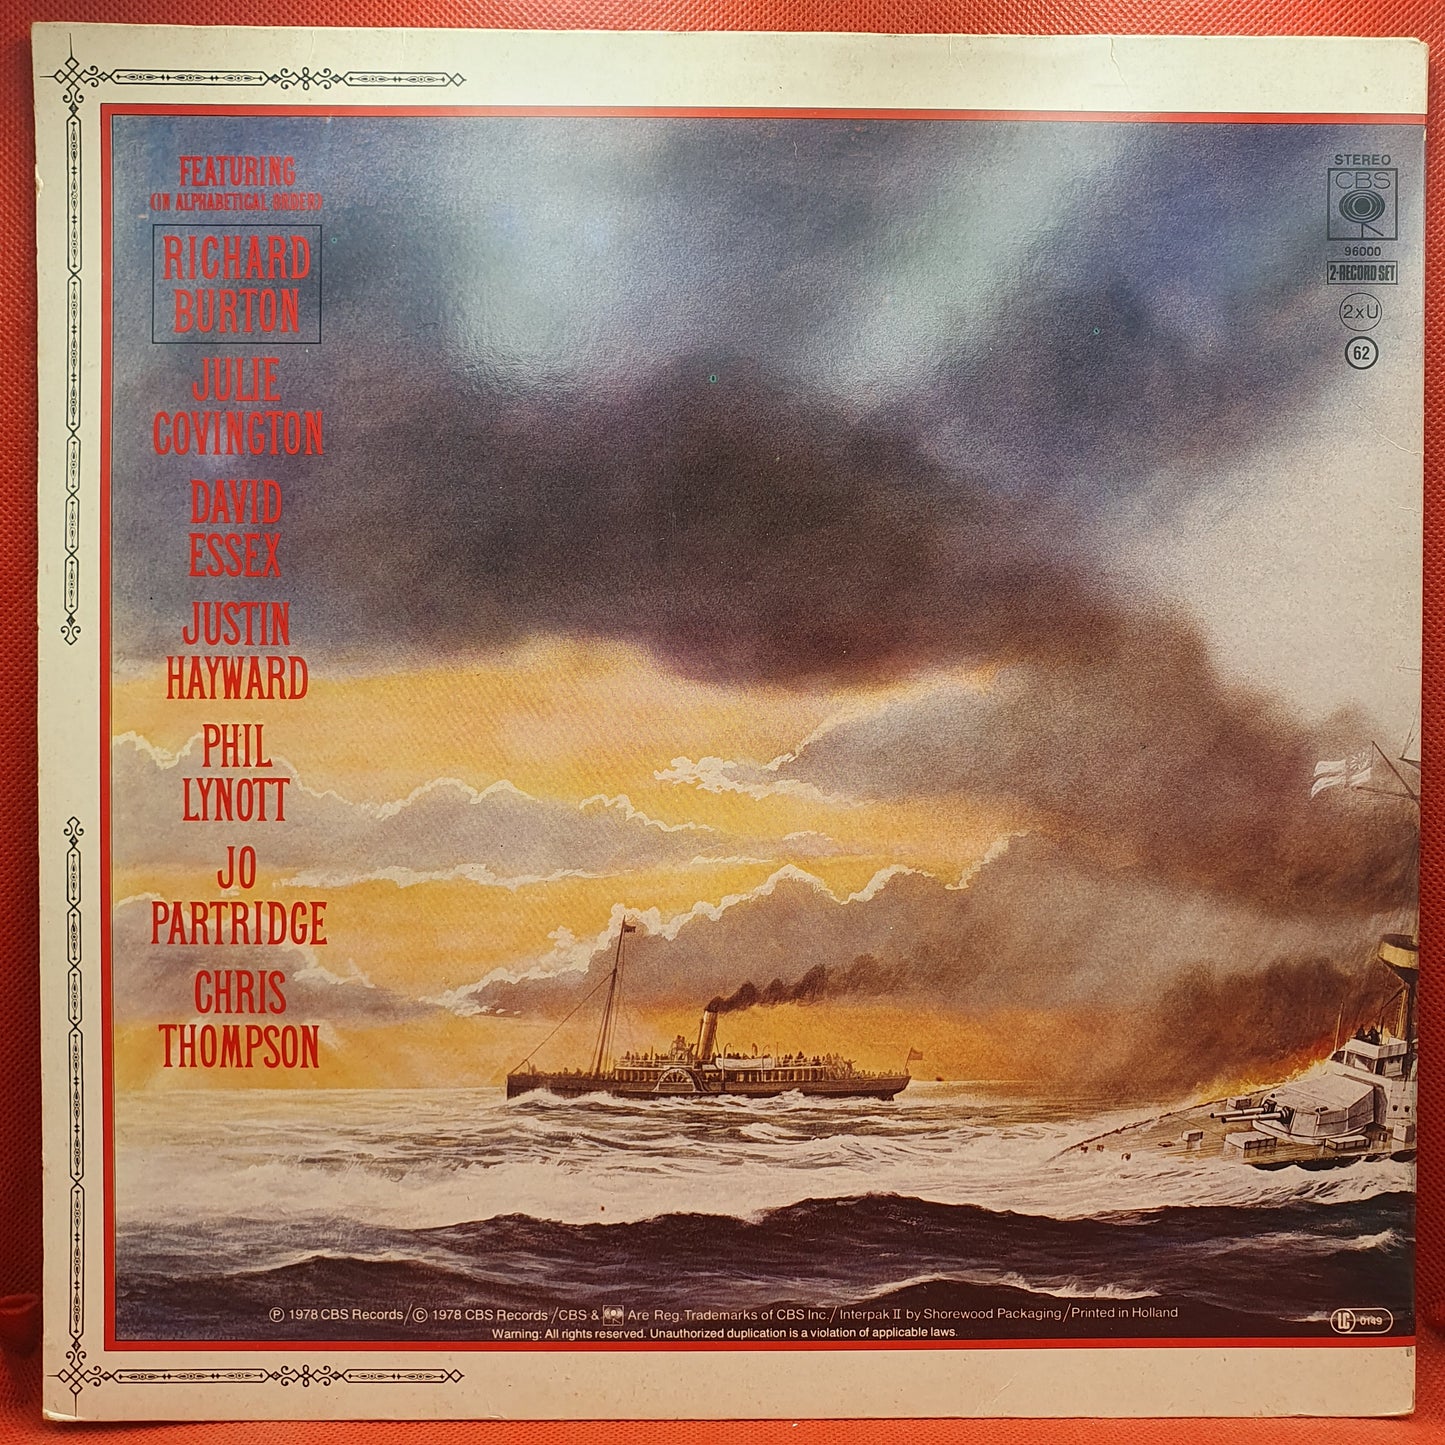 FEATURING
(IN ALPHABETICAL ORDER)
RICHARD
BURTON
JULIE
COVINGTON
DAVID
ESSEX
JUSTIN
HAYWARD
PHIL
LYNOTT
JO
PARTRIDGE
CHRIS
THOMPSON
STEREO
CBS
96000
2-RECORD SET
2xU
62
Ⓟ 1978 CBS Records/© 1978 CBS Records/CBS & CBS Are Reg. Trademarks of CBS Inc./Interpak II by Shorewood Packaging/Printed in Holland
Warning: All rights reserved. Unauthorized duplication is a violation of applicable laws.
LC 0149